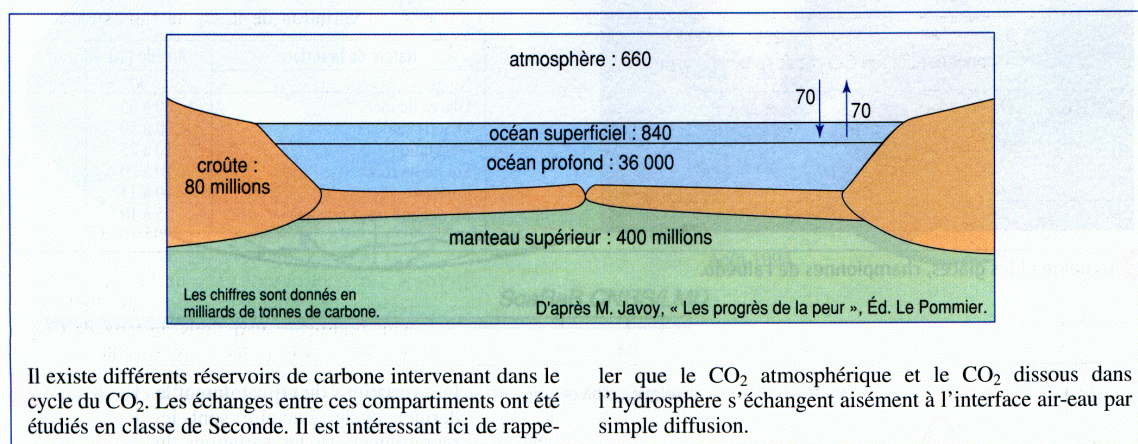 atmosphère : 660
70
70
océan superficiel : 840
océan profond : 36 000
croûte :
80 millions
manteau supérieur : 400 millions
Les chiffres sont donnés en
milliards de tonnes de carbone.
D'après M. Javoy, « Les progrès de la peur », Éd. Le Pommier.
Il existe différents réservoirs de carbone intervenant dans le
cycle du CO₂. Les échanges entre ces compartiments ont été
étudiés en classe de Seconde. Il est intéressant ici de rappe-
ler que le CO₂ atmosphérique et le CO₂ dissous dans
l'hydrosphère s'échangent aisément à l'interface air-eau par
simple diffusion.